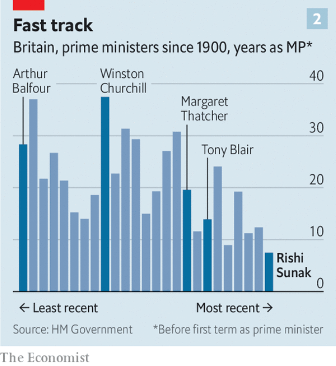 2
Fast track
Britain, prime ministers since 1900, years as MP*
Arthur
Balfour
Winston
Churchill
Margaret
Thatcher
Tony Blair
Rishi
Sunak
40
30
20
10
0
← Least recent
Most recent →
Source: HM Government
*Before first term as prime minister
The Economist